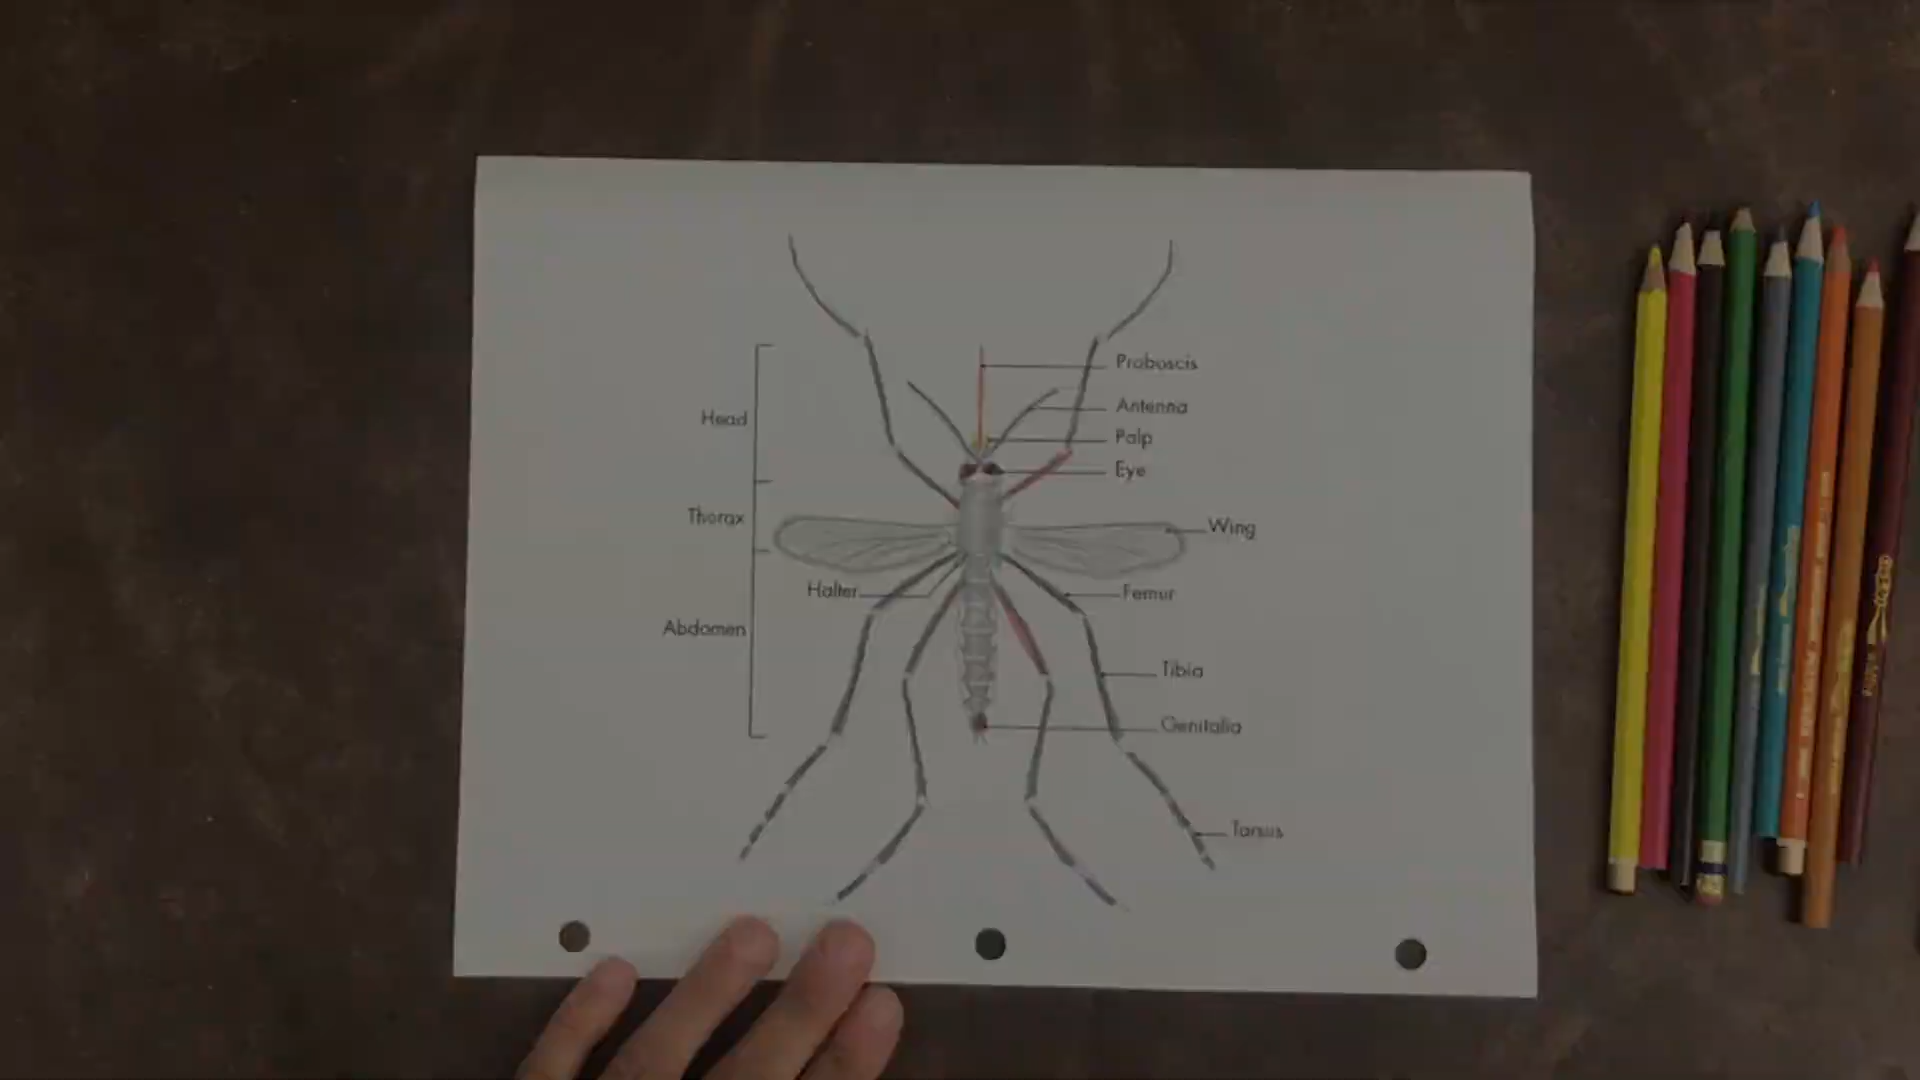 Proboscis
Antenna
Head
Palp
Eye
Thorax
Wing
Halter
Femur
Abdomen
Tibia
Genitalia
Tarsus